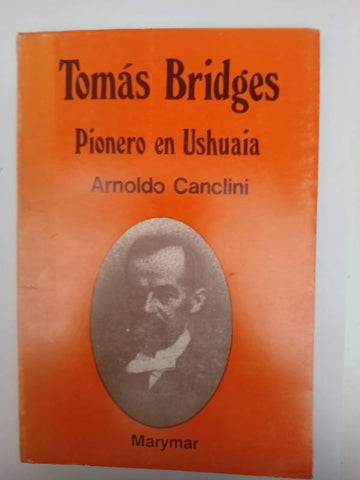 Tomás Bridges
Pionero en Ushuaia
Arnoldo Canclini
Marymar